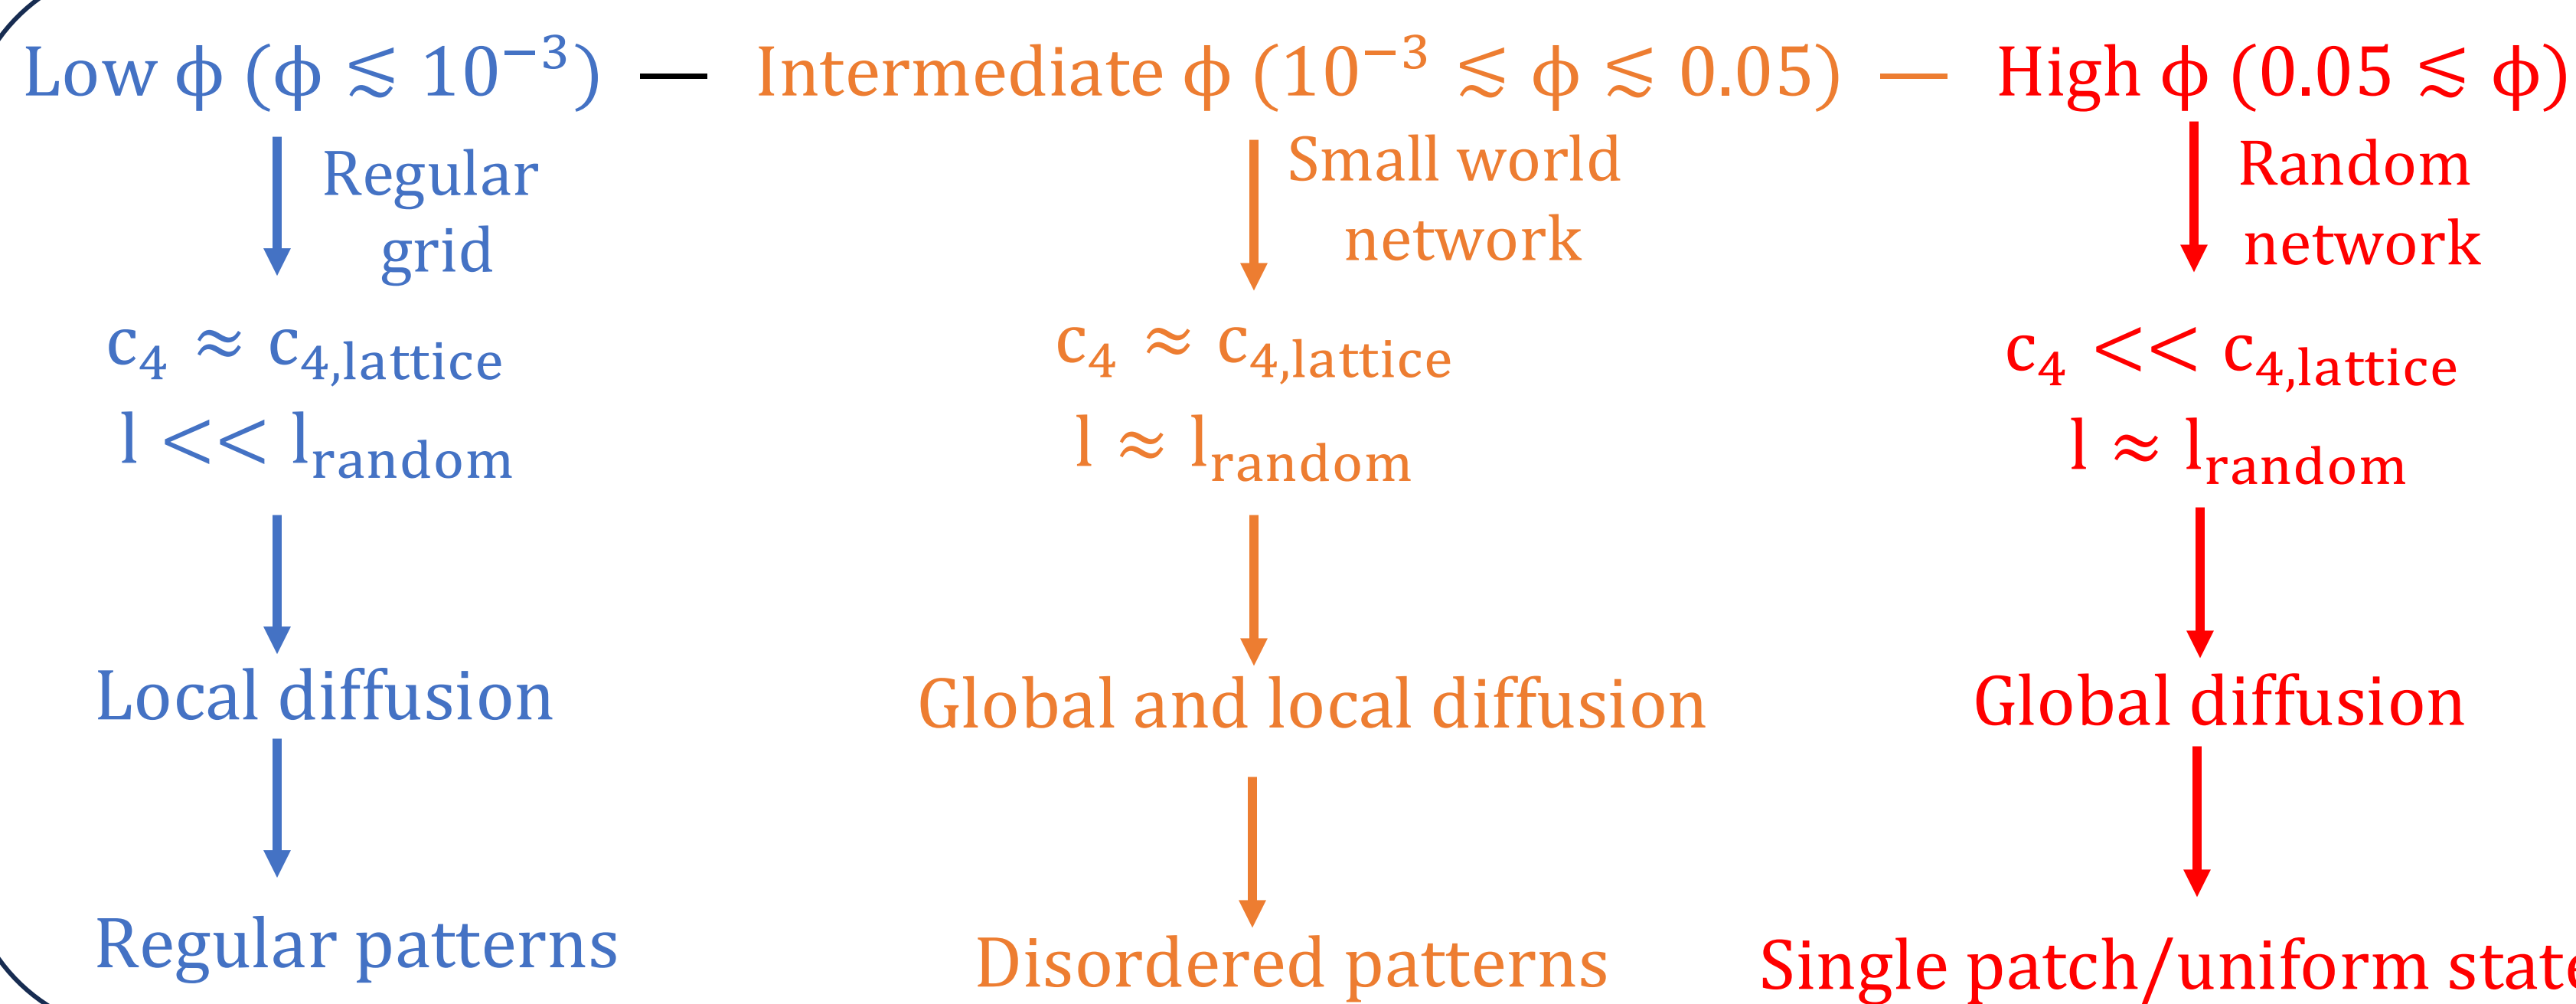 Low ϕ (ϕ ⪅ 10⁻³) — Intermediate ϕ (10⁻³ ⪅ ϕ ⪅ 0.05) — High ϕ (0.05 ⪅ ϕ)
Regular
grid
Small world
network
Random
network
c₄ ≈ c₄,lattice
l << l_random
c₄ ≈ c₄,lattice
l ≈ l_random
c₄ << c₄,lattice
l ≈ l_random
Local diffusion
Global and local diffusion
Global diffusion
Regular patterns
Disordered patterns
Single patch/uniform state